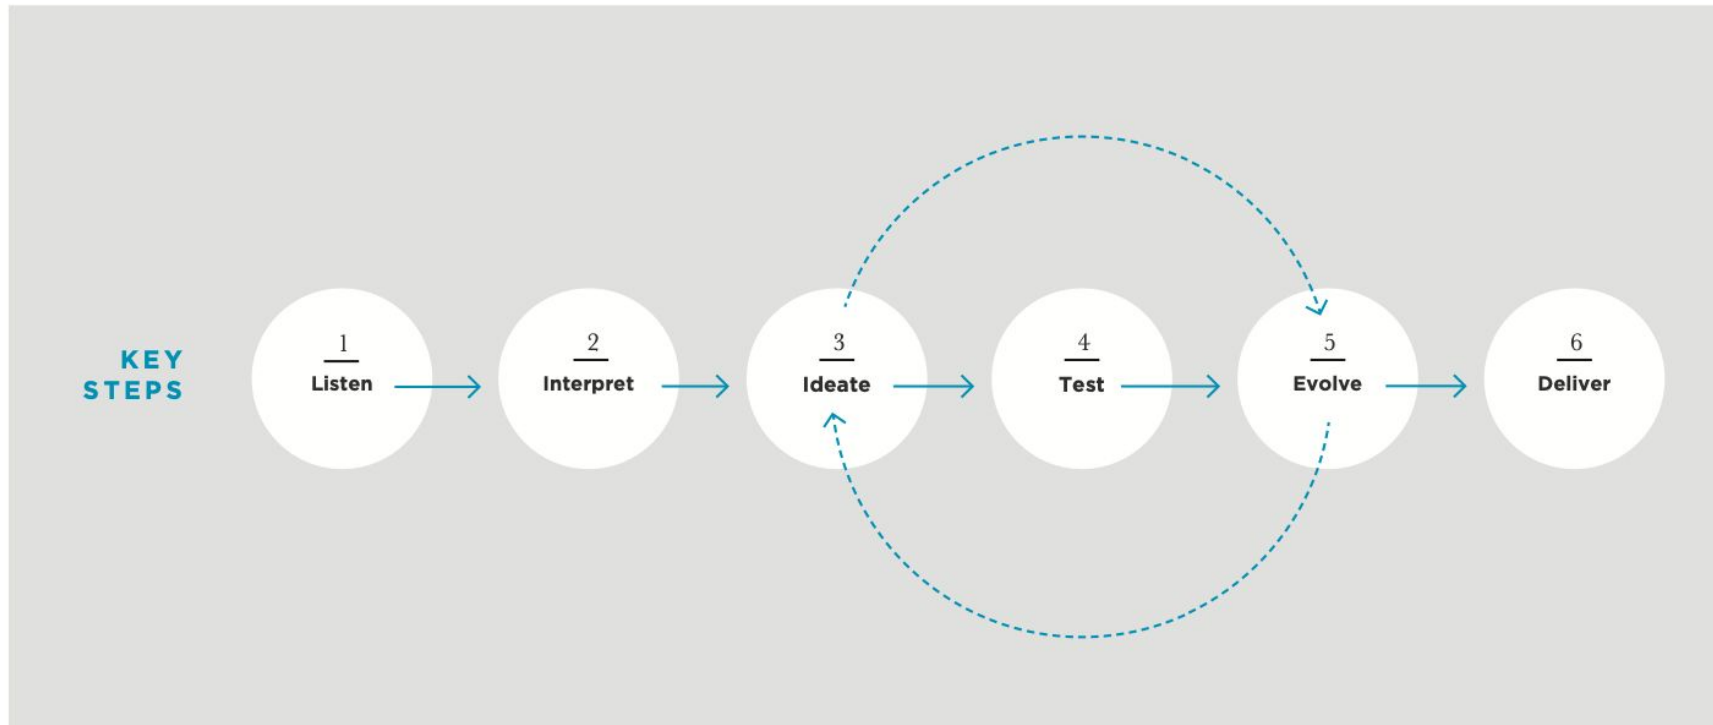 KEY
STEPS
1
Listen
2
Interpret
3
Ideate
4
Test
5
Evolve
6
Deliver